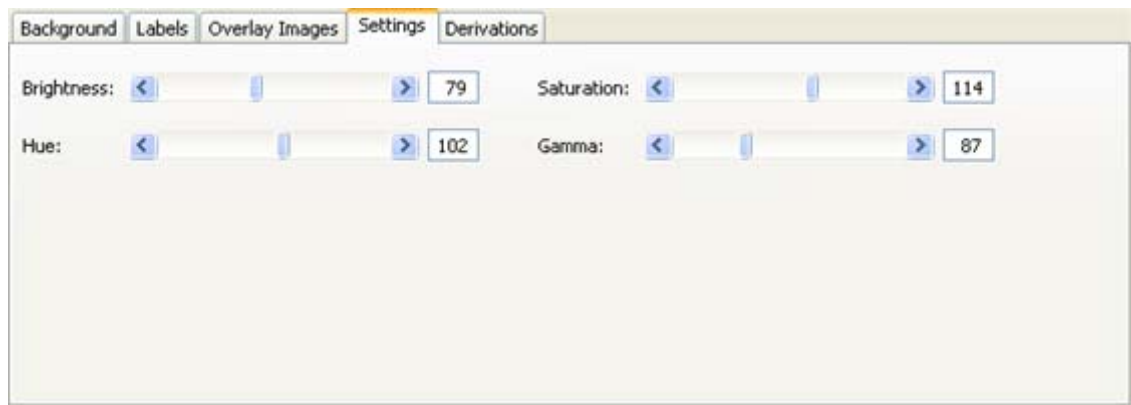 Background Labels Overlay Images Settings Derivations
Brightness: 79 Saturation: 114
Hue: 102 Gamma: 87